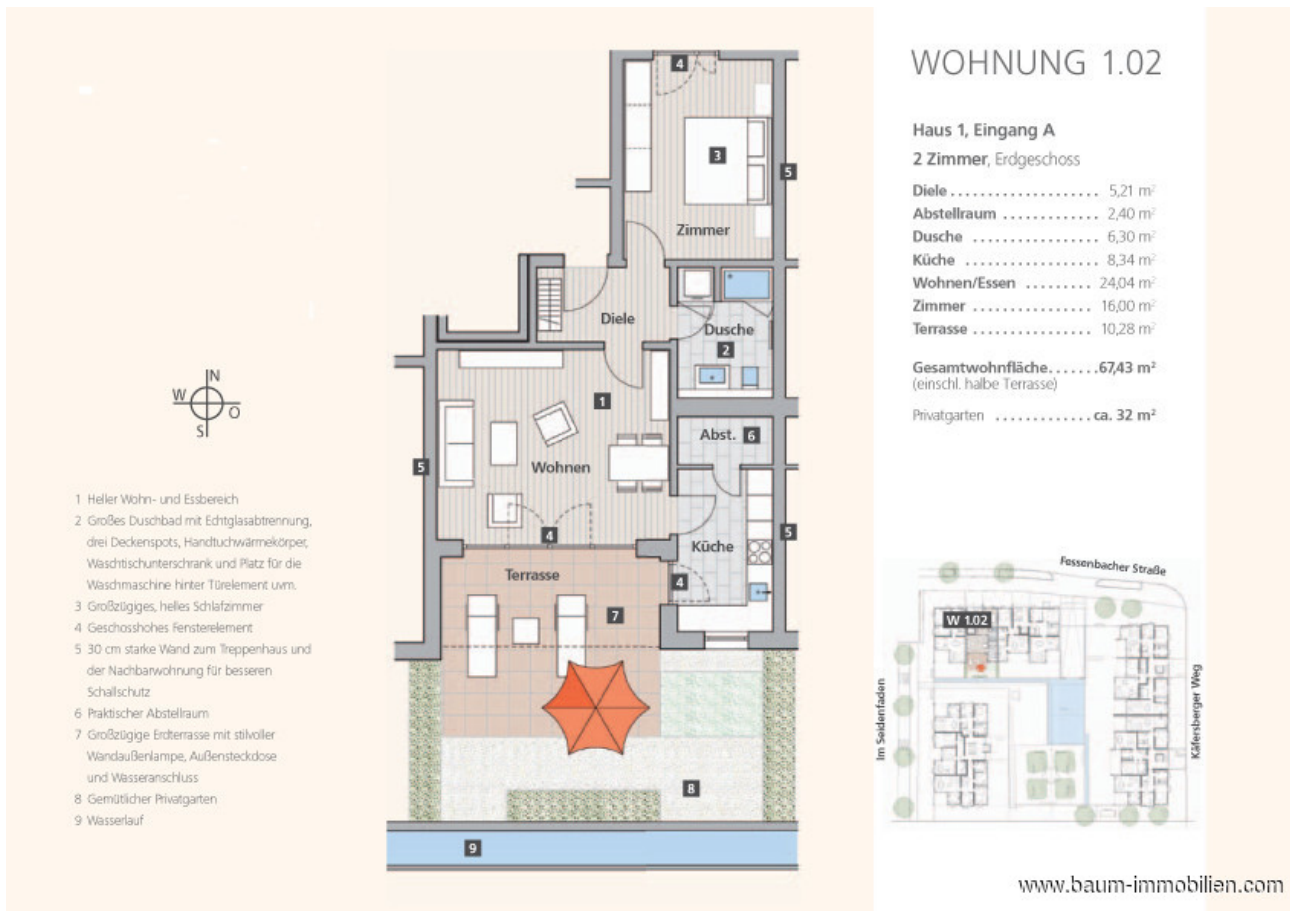 WOHNUNG 1.02
Haus 1, Eingang A
2 Zimmer, Erdgeschoss
Diele . . . . . . . . . . . . . . . . . . . . 5,21 m²
Abstellraum . . . . . . . . . . . . . 2,40 m²
Dusche . . . . . . . . . . . . . . . . . 6,30 m²
Küche . . . . . . . . . . . . . . . . . . 8,34 m²
Wohnen/Essen . . . . . . . . . 24,04 m²
Zimmer . . . . . . . . . . . . . . . . . 16,00 m²
Terrasse . . . . . . . . . . . . . . . . 10,28 m²
Gesamtwohnfläche. . . . . . .67,43 m²
(einschl. halbe Terrasse)
Privatgarten . . . . . . . . . . . . . ca. 32 m²
4
3
5
Zimmer
Diele
Dusche
2
1
Abst. 6
Wohnen
5
4
5
Küche
4
Terrasse
7
8
9
N
W
O
S
1 Heller Wohn- und Essbereich
2 Großes Duschbad mit Echtglasabtrennung,
drei Deckenspots, Handtuchwärmekörper,
Waschtischunterschrank und Platz für die
Waschmaschine hinter Türelement uvm.
3 Großzügiges, helles Schlafzimmer
4 Geschosshohes Fensterelement
5 30 cm starke Wand zum Treppenhaus und
der Nachbarwohnung für besseren
Schallschutz
6 Praktischer Abstellraum
7 Großzügige Erdterrasse mit stilvoller
Wandaußenlampe, Außensteckdose
und Wasseranschluss
8 Gemütlicher Privatgarten
9 Wasserlauf
Fessenbacher Straße
W 1.02
Im Seidenfaden
Käfersberger Weg
www.baum-immobilien.com